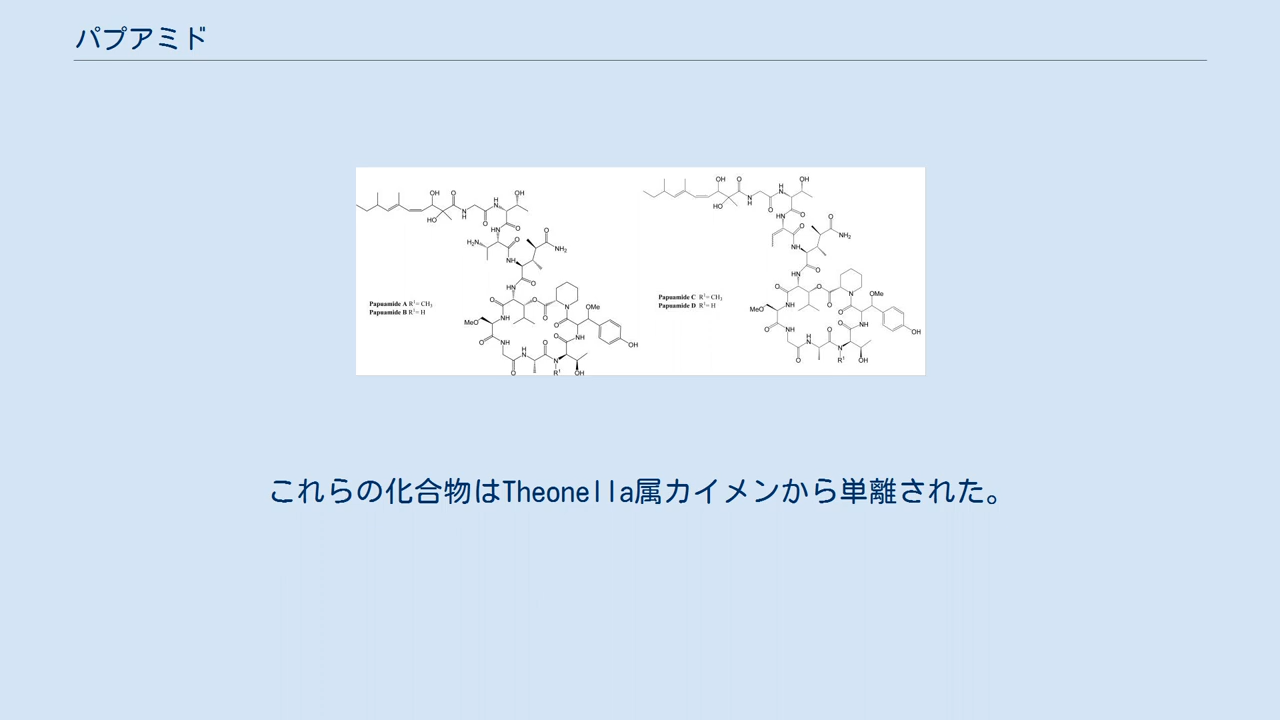 パプアミド
Papuamide A R¹= CH₃
Papuamide B R¹= H
Papuamide C R¹= CH₃
Papuamide D R¹= H
これらの化合物はTheonella属カイメンから単離された。